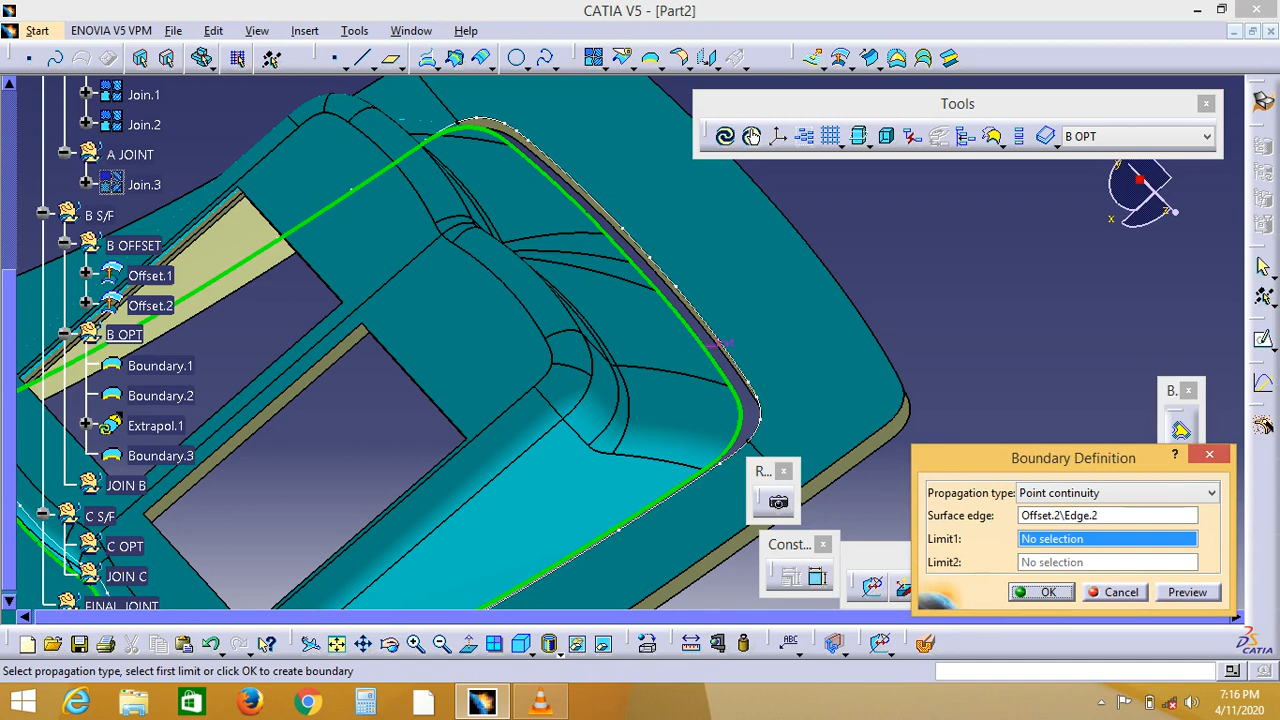 CATIA V5 - [Part2]
Start
ENOVIA V5 VPM
File
Edit
View
Insert
Tools
Window
Help
Tools
B OPT
Join.1
Join.2
A JOINT
Join.3
B S/F
B OFFSET
Offset.1
Offset.2
B OPT
Boundary.1
Boundary.2
Extrapol.1
Boundary.3
JOIN B
C S/F
C OPT
JOIN C
FINAL JOINT
y
x
z
B.
R...
Const...
Boundary Definition
?
Propagation type:
Point continuity
Surface edge:
Offset.2\Edge.2
Limit1:
No selection
Limit2:
No selection
OK
Cancel
Preview
ABC
CATIA
Select propagation type, select first limit or click OK to create boundary
7:16 PM
4/11/2020